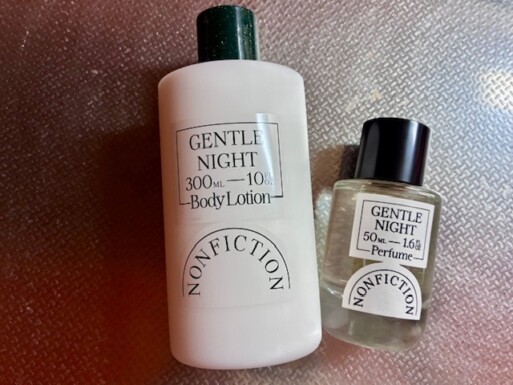 GENTLE
NIGHT
300ML — 10
Body Lotion
NONFICTION
GENTLE
NIGHT
50ML — 1.6
Perfume
NONFICTION